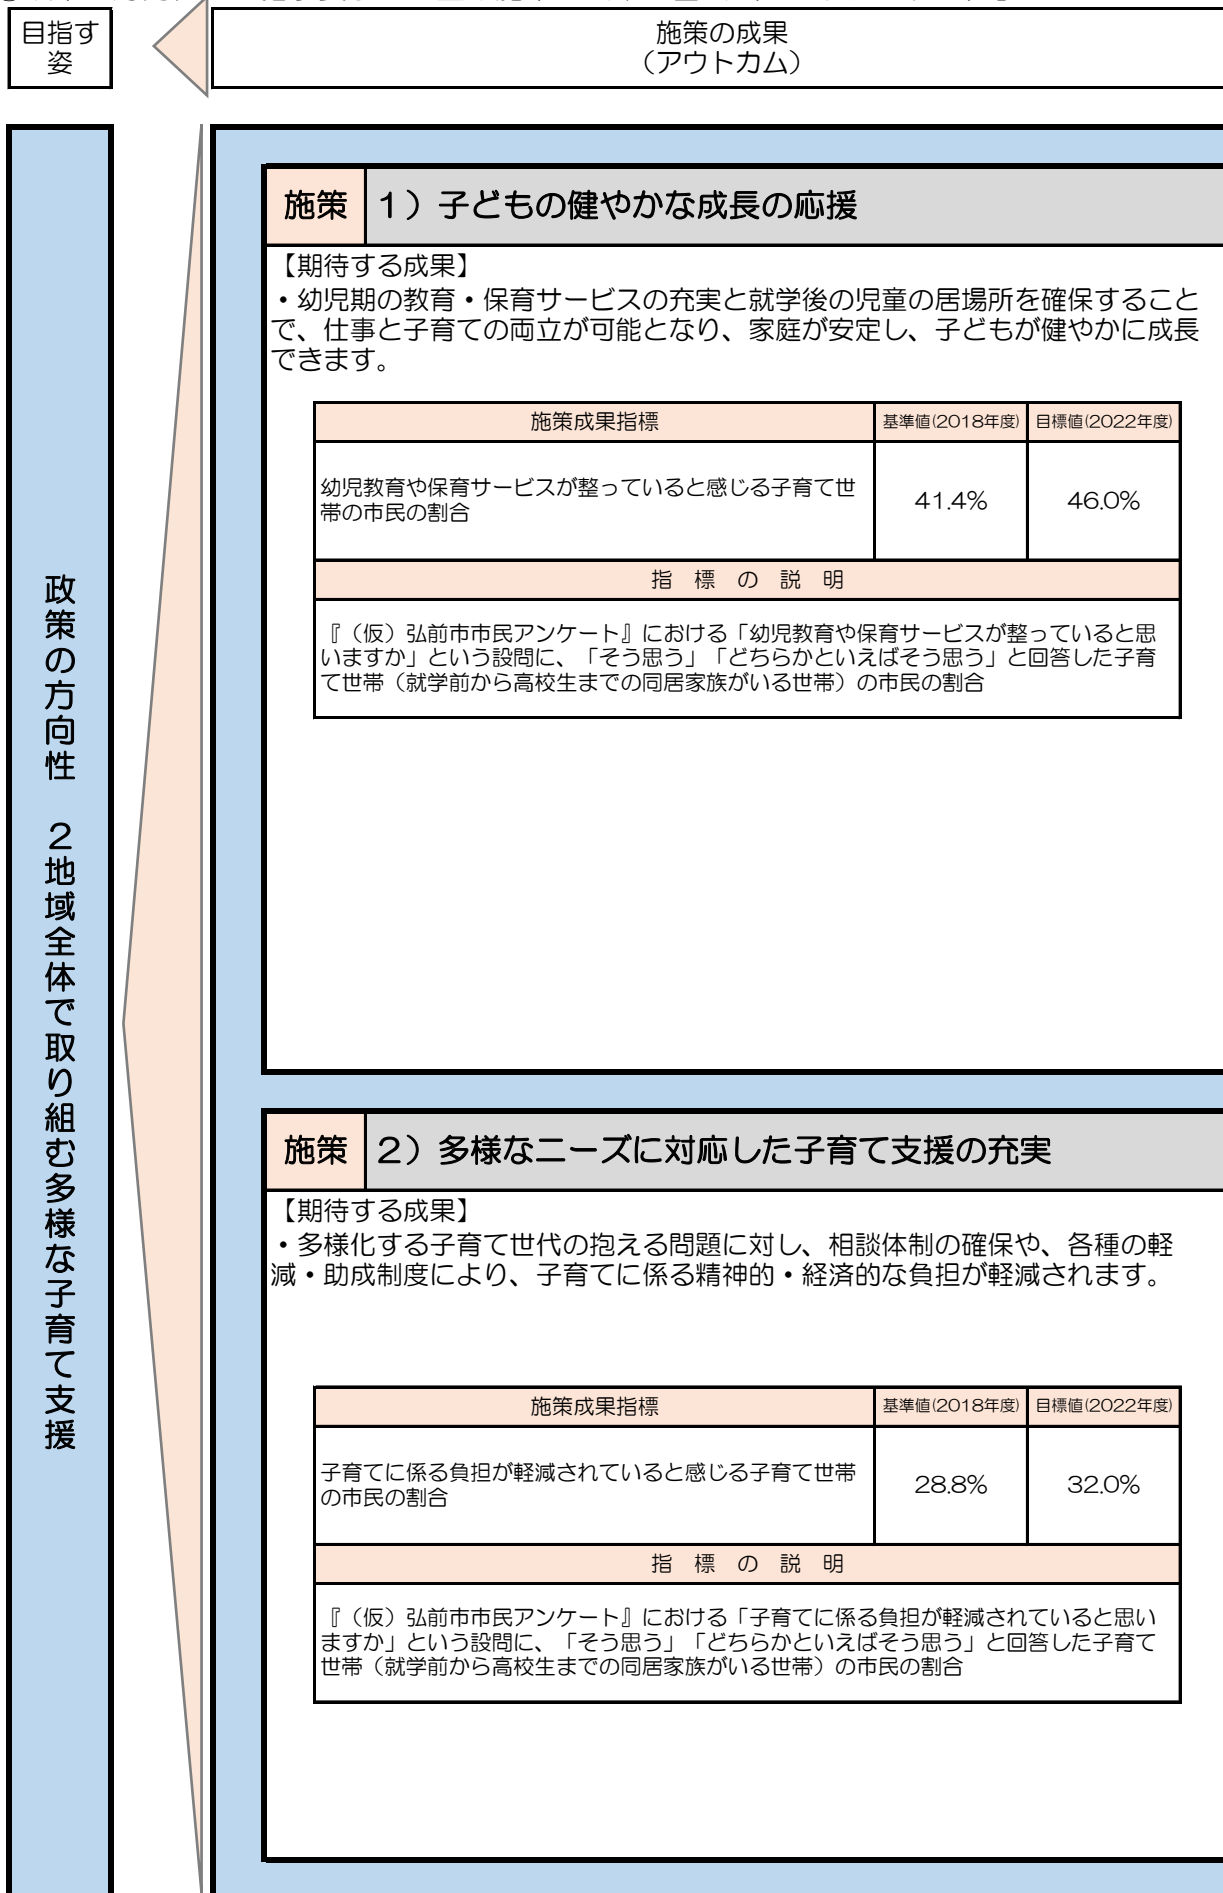 目指す
姿
施策の成果
（アウトカム）
政策の方向性　２地域全体で取り組む多様な子育て支援
施策
１）子どもの健やかな成長の応援
【期待する成果】
・幼児期の教育・保育サービスの充実と就学後の児童の居場所を確保すること
で、仕事と子育ての両立が可能となり、家庭が安定し、子どもが健やかに成長
できます。
施策成果指標 基準値(2018年度) 目標値(2022年度)
幼児教育や保育サービスが整っていると感じる子育て世
帯の市民の割合
41.4% 46.0%
指　標　の　説　明
『（仮）弘前市市民アンケート』における「幼児教育や保育サービスが整っていると思
いますか」という設問に、「そう思う」「どちらかといえばそう思う」と回答した子育
て世帯（就学前から高校生までの同居家族がいる世帯）の市民の割合
施策
２）多様なニーズに対応した子育て支援の充実
【期待する成果】
・多様化する子育て世代の抱える問題に対し、相談体制の確保や、各種の軽
減・助成制度により、子育てに係る精神的・経済的な負担が軽減されます。
施策成果指標 基準値(2018年度) 目標値(2022年度)
子育てに係る負担が軽減されていると感じる子育て世帯
の市民の割合
28.8% 32.0%
指　標　の　説　明
『（仮）弘前市市民アンケート』における「子育てに係る負担が軽減されていると思い
ますか」という設問に、「そう思う」「どちらかといえばそう思う」と回答した子育て
世帯（就学前から高校生までの同居家族がいる世帯）の市民の割合